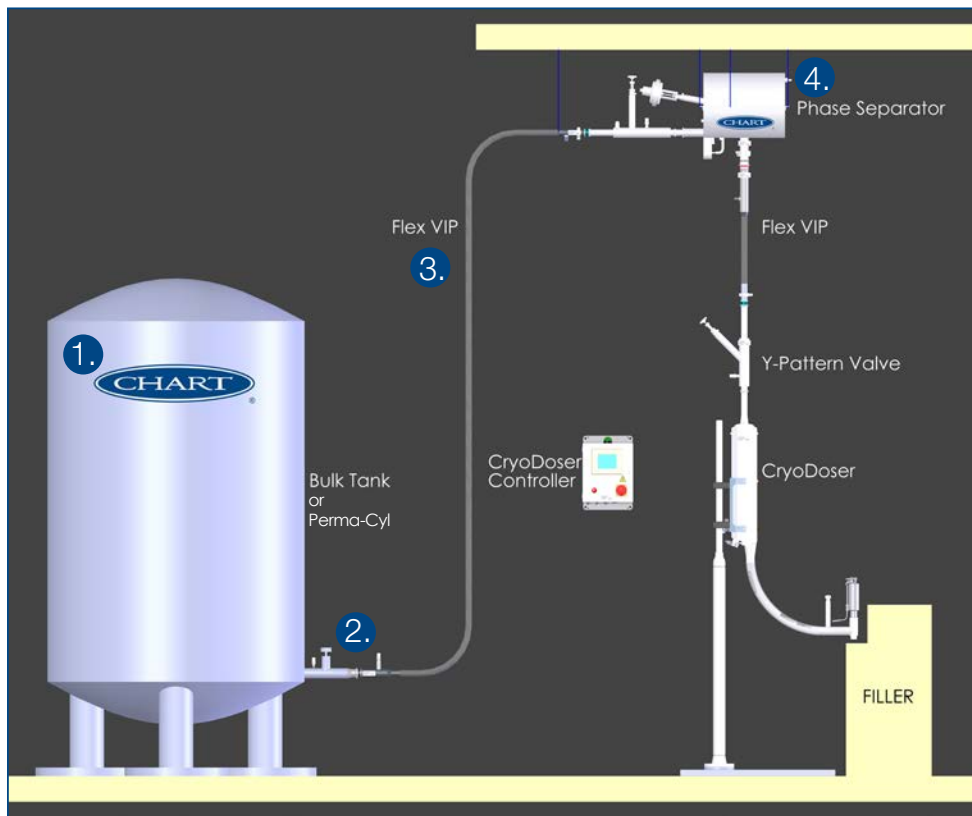 4.
Phase Separator
CHART
Flex VIP
3.
Flex VIP
1.
CHART
®
Y-Pattern Valve
CryoDoser
Controller
CryoDoser
Bulk Tank
or
Perma-Cyl
2.
FILLER